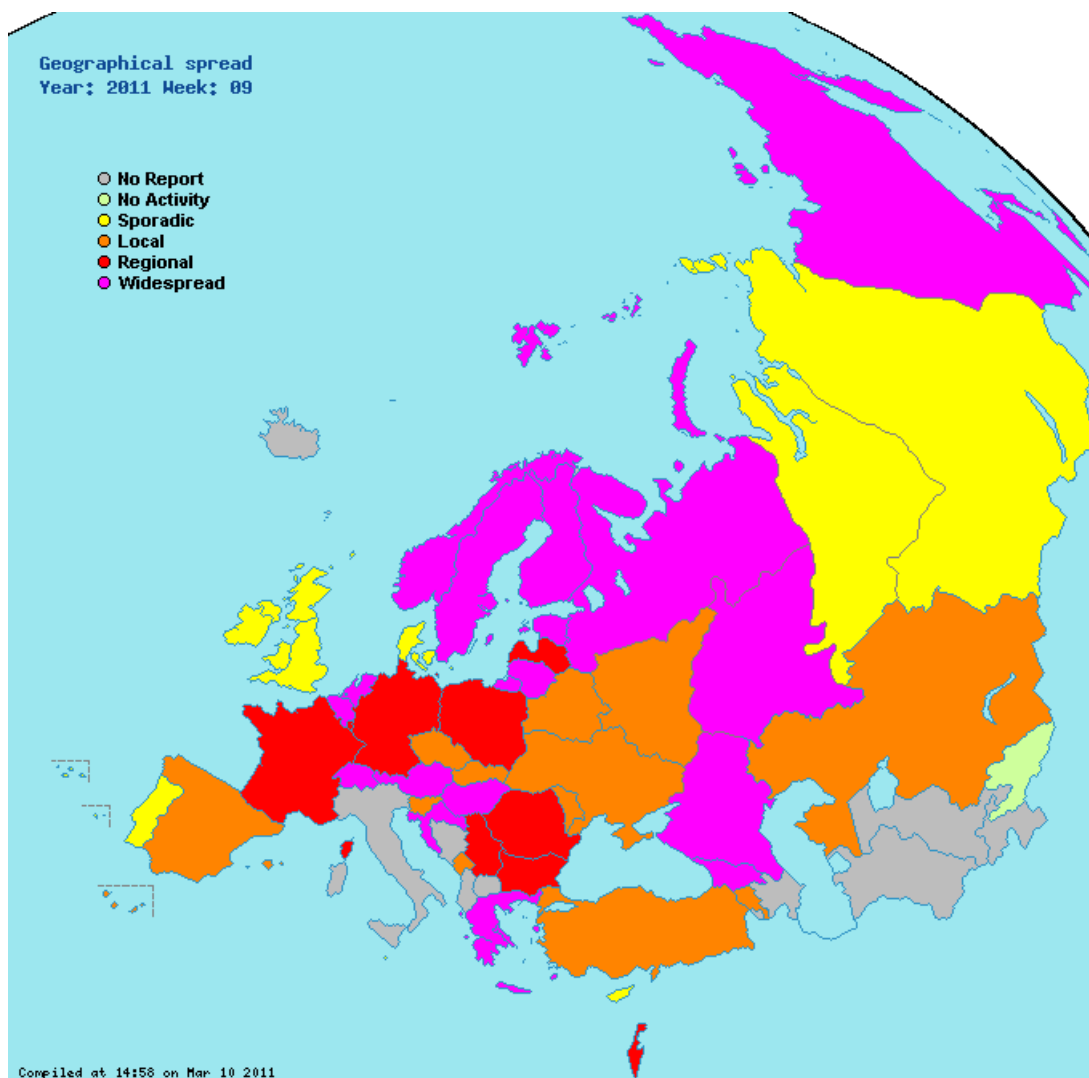 Geographical spread
Year: 2011 Week: 09
No Report
No Activity
Sporadic
Local
Regional
Widespread
Compiled at 14:58 on Mar 10 2011